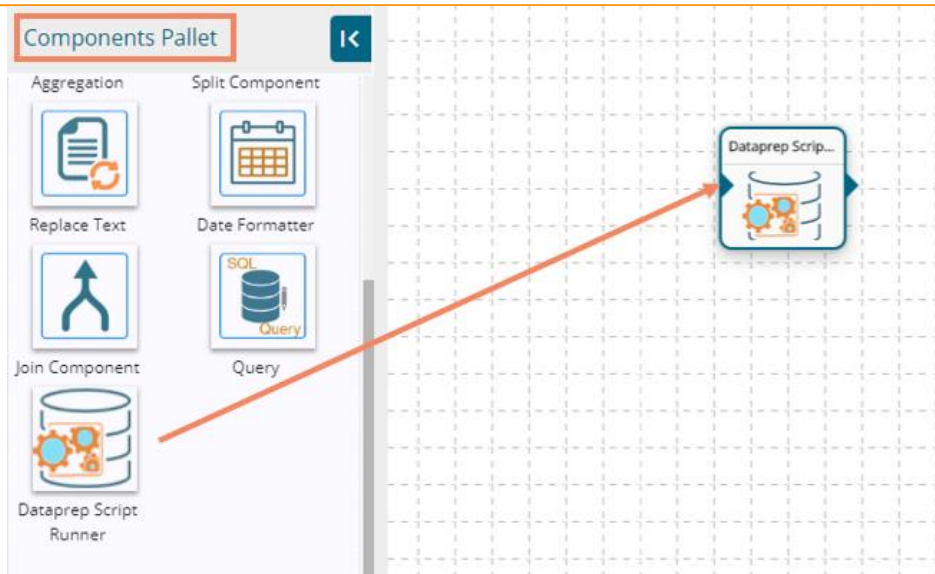 Components Pallet
Aggregation
Split Component
Replace Text
Date Formatter
SQL
Query
Join Component
Query
Dataprep Script
Runner
Dataprep Scrip...